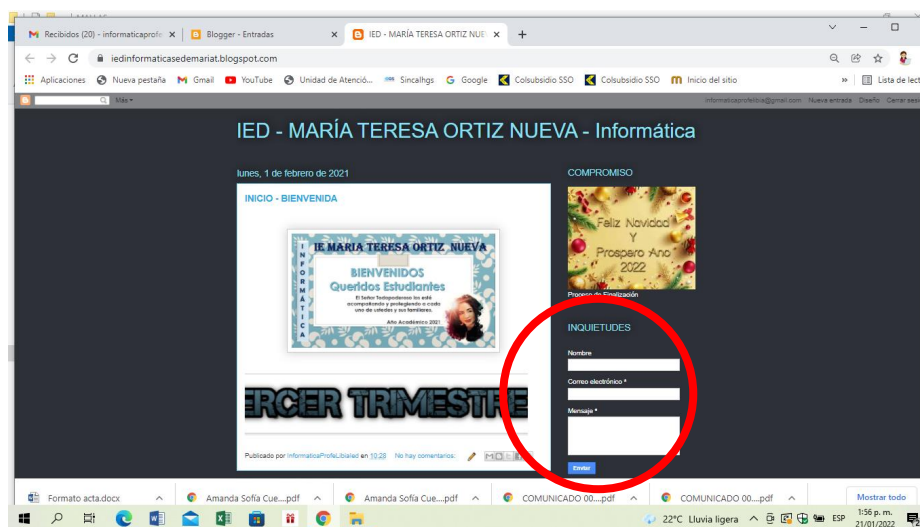 Recibidos (20) - informaticaprofe
Blogger - Entradas
IED - MARÍA TERESA ORTIZ NUE
iedinformaticasedemariat.blogspot.com
Aplicaciones
Nueva pestaña
Gmail
YouTube
Unidad de Atenció...
Sincalhgs
Google
Colsubsidio SSO
Colsubsidio SSO
Inicio del sitio
»
Lista de lect
Más
informaticaprofelibia@gmail.com Nueva entrada Diseño Cerrar sesi
IED - MARÍA TERESA ORTIZ NUEVA - Informática
lunes, 1 de febrero de 2021
INICIO - BIENVENIDA
INFORMÁTICA
IE MARIA TERESA ORTIZ NUEVA
BIENVENIDOS
Queridos Estudiantes
El Señor Todopoderoso los esté
acompañando y protegiendo a cada
uno de ustedes y sus familiares.
Año Académico 2021
ERCER TRIMESTRE
Publicado por InformaticaProfeLibiaIed en 10:28 No hay comentarios:
COMPROMISO
Feliz Navidad
Y
Prospero Año
2022
Proceso de Finalización
INQUIETUDES
Nombre
Correo electrónico *
Mensaje *
Enviar
Formato acta.docx
Amanda Sofía Cue....pdf
Amanda Sofía Cue....pdf
COMUNICADO 00....pdf
COMUNICADO 00....pdf
Mostrar todo
22°C Lluvia ligera
ESP
1:56 p. m.
21/01/2022